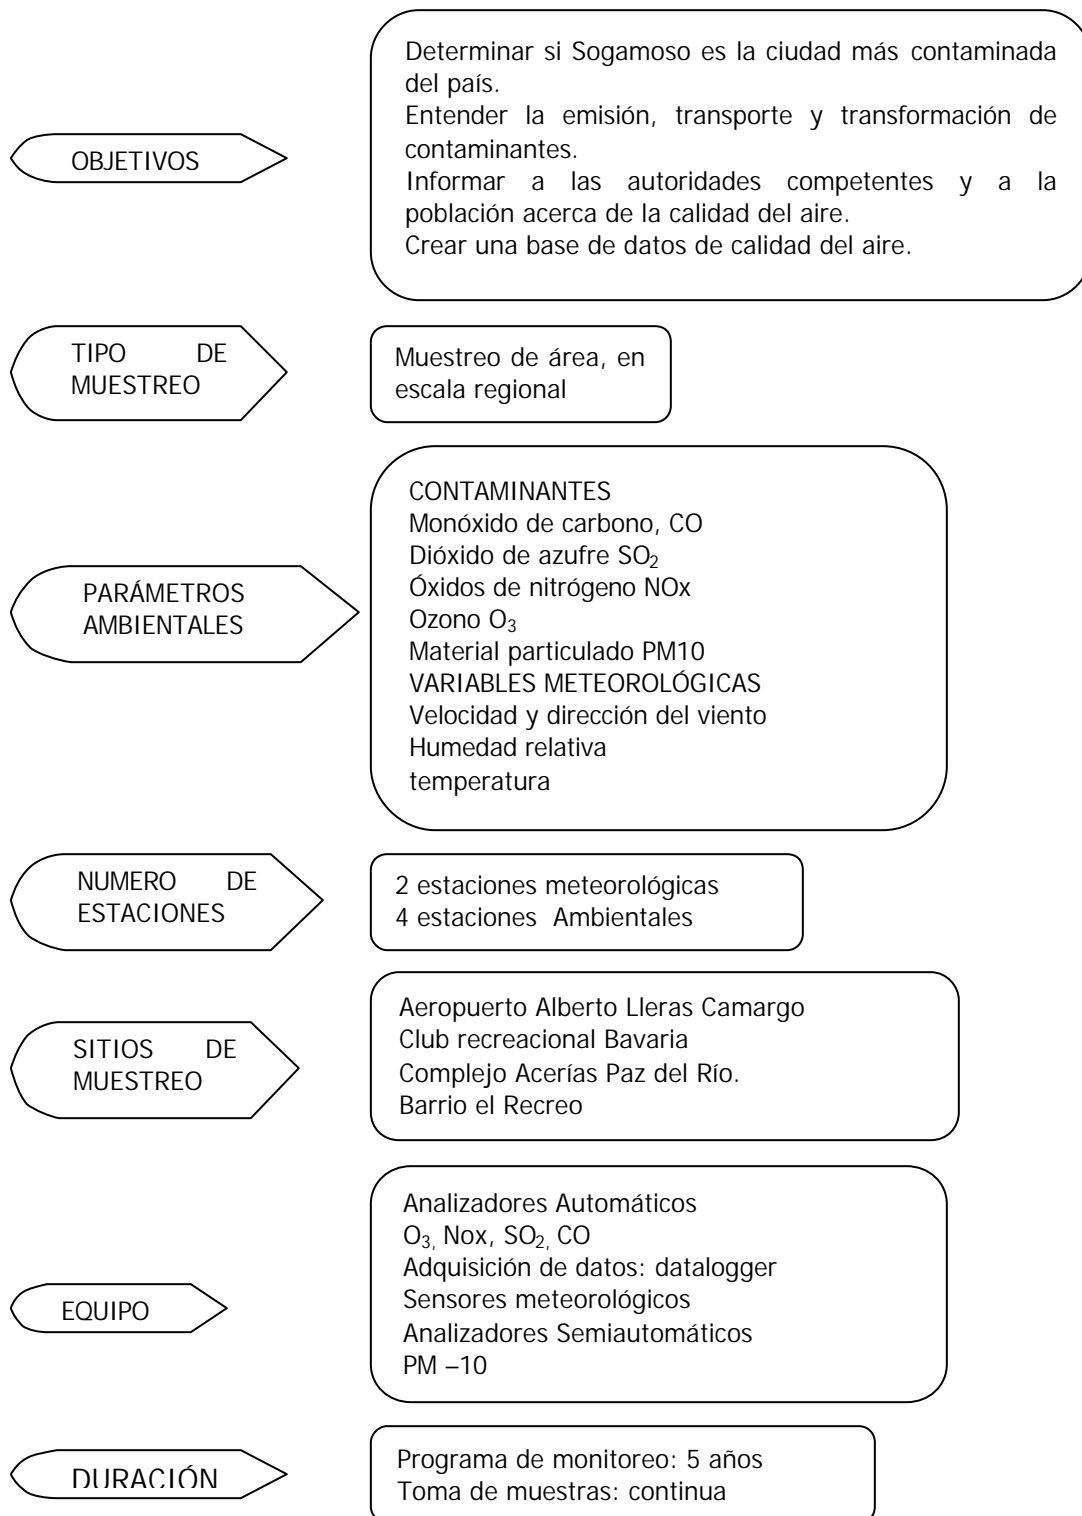 OBJETIVOS
Determinar si Sogamoso es la ciudad más contaminada
del país.
Entender la emisión, transporte y transformación de
contaminantes.
Informar a las autoridades competentes y a la
población acerca de la calidad del aire.
Crear una base de datos de calidad del aire.
TIPO DE
MUESTREO
Muestreo de área, en
escala regional
PARÁMETROS
AMBIENTALES
CONTAMINANTES
Monóxido de carbono, CO
Dióxido de azufre SO₂
Óxidos de nitrógeno NOx
Ozono O₃
Material particulado PM10
VARIABLES METEOROLÓGICAS
Velocidad y dirección del viento
Humedad relativa
temperatura
NUMERO DE
ESTACIONES
2 estaciones meteorológicas
4 estaciones Ambientales
SITIOS DE
MUESTREO
Aeropuerto Alberto Lleras Camargo
Club recreacional Bavaria
Complejo Acerías Paz del Río.
Barrio el Recreo
EQUIPO
Analizadores Automáticos
O₃, Nox, SO₂, CO
Adquisición de datos: datalogger
Sensores meteorológicos
Analizadores Semiautomáticos
PM –10
DURACIÓN
Programa de monitoreo: 5 años
Toma de muestras: continua